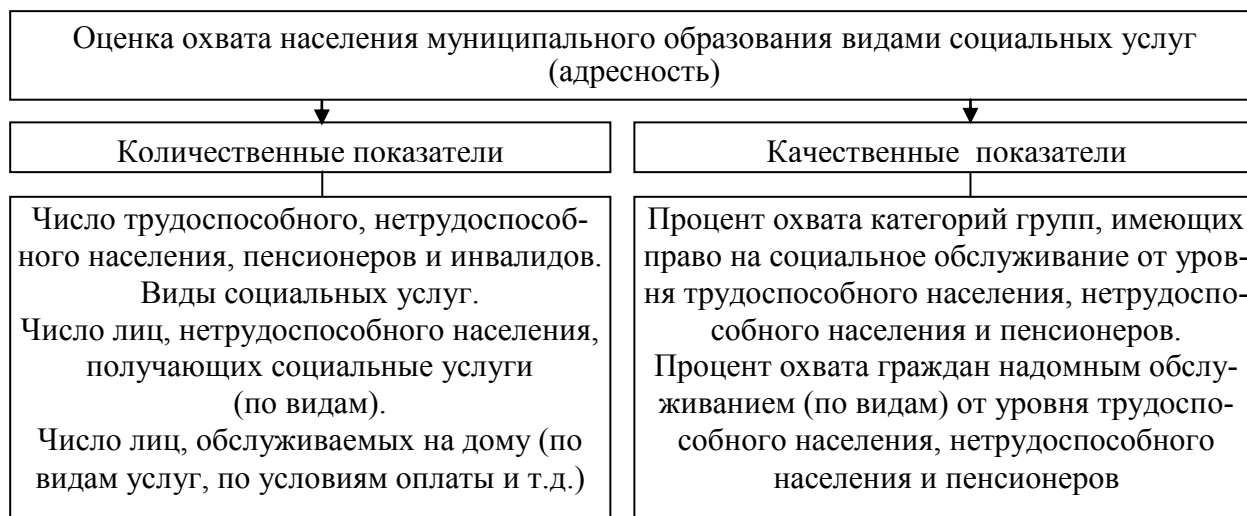 Оценка охвата населения муниципального образования видами социальных услуг
(адресность)
Количественные показатели
Качественные показатели
Число трудоспособного, нетрудоспособ-
ного населения, пенсионеров и инвалидов.
Виды социальных услуг.
Число лиц, нетрудоспособного населения,
получающих социальные услуги
(по видам).
Число лиц, обслуживаемых на дому (по
видам услуг, по условиям оплаты и т.д.)
Процент охвата категорий групп, имеющих
право на социальное обслуживание от уров-
ня трудоспособного населения, нетрудоспо-
собного населения и пенсионеров.
Процент охвата граждан надомным обслу-
живанием (по видам) от уровня трудоспо-
собного населения, нетрудоспособного
населения и пенсионеров